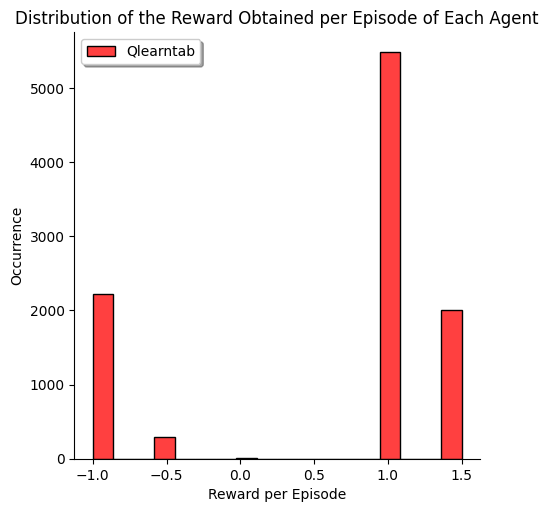 Distribution of the Reward Obtained per Episode of Each Agent
Qlearntab
5000
4000
3000
2000
1000
0
Occurrence
−1.0 −0.5 0.0 0.5 1.0 1.5
Reward per Episode